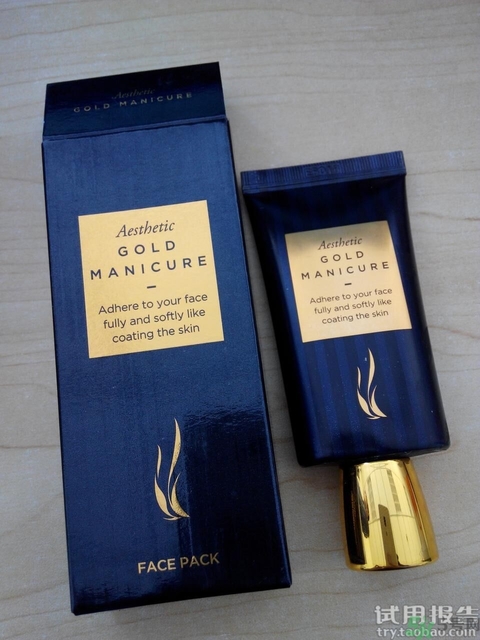 Aesthetic
GOLD MANICURE
Aesthetic
GOLD
MANICURE
Adhere to your face
fully and softly like
coating the skin
FACE PACK
Aesthetic
GOLD
MANICURE
Adhere to your face
fully and softly like
coating the skin
试用报告
try.taobao.com